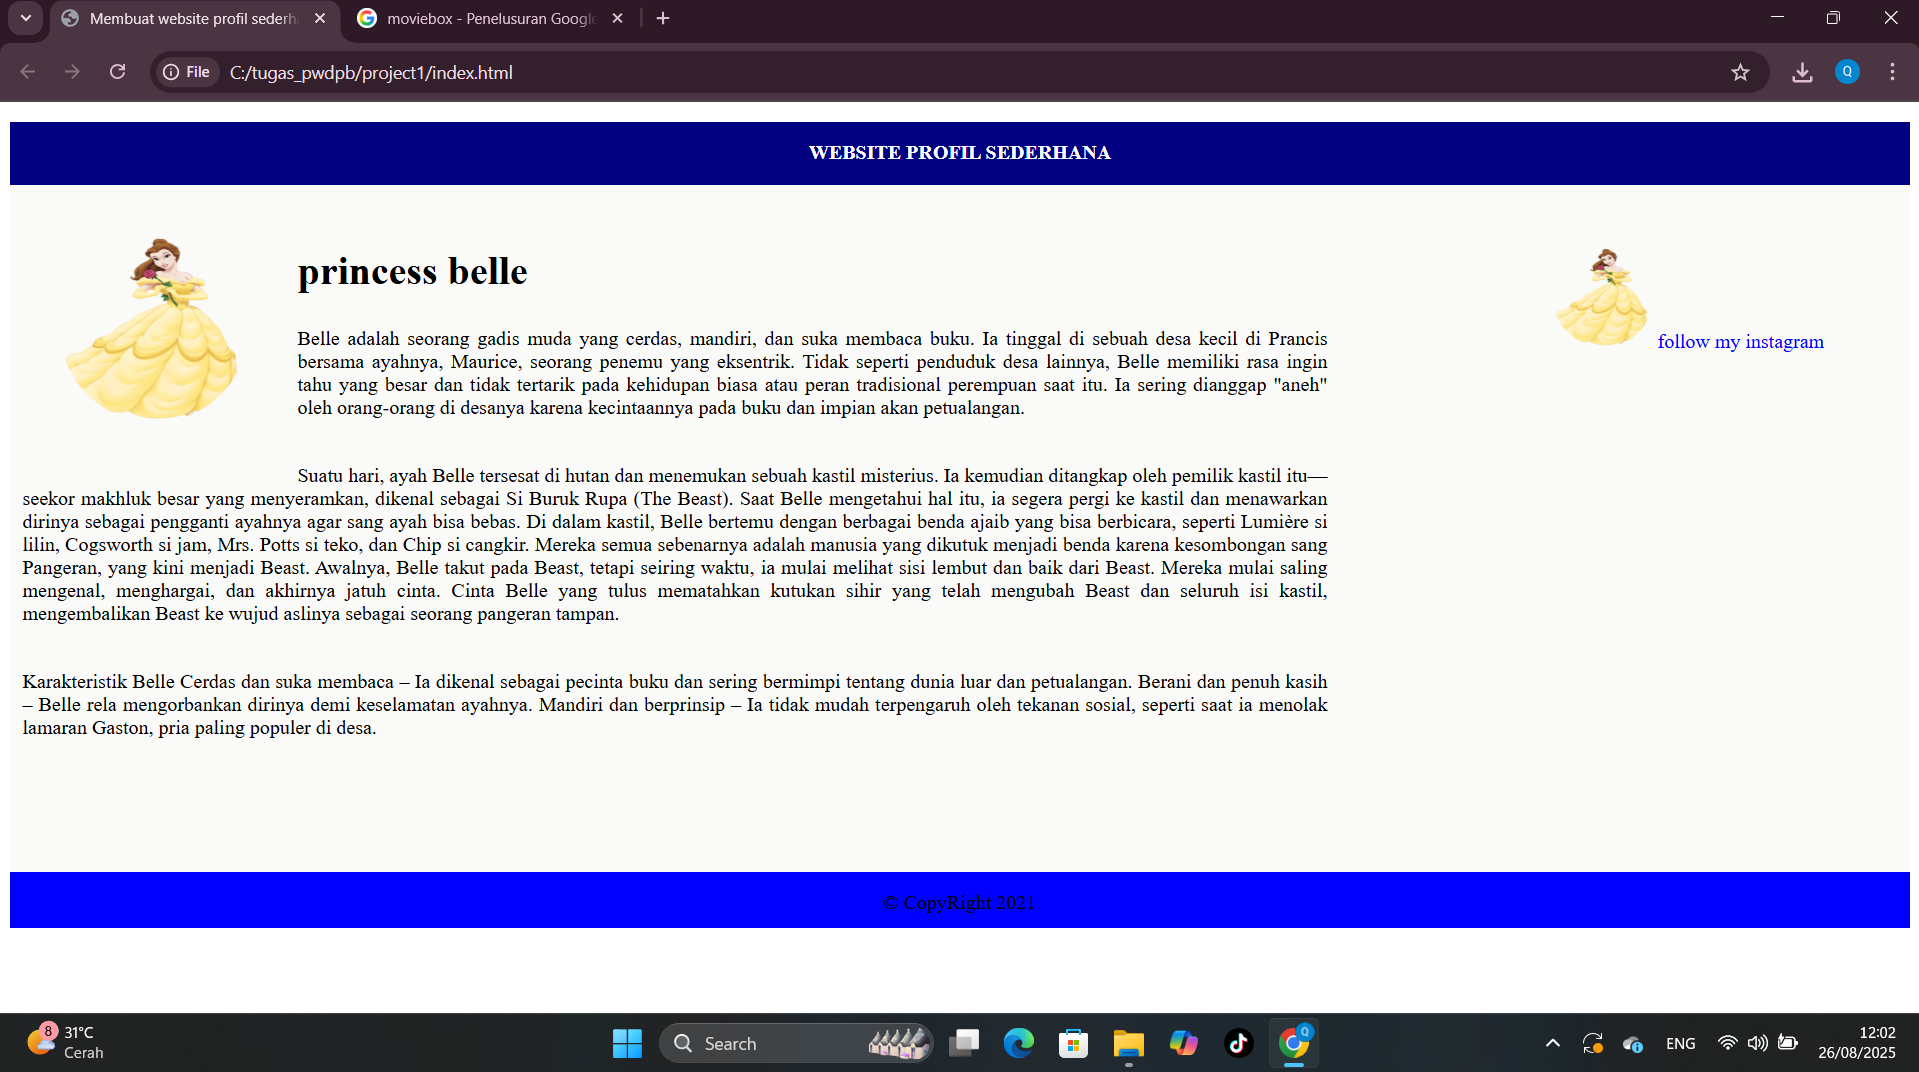 Membuat website profil sederh
moviebox - Penelusuran Google
File
C:/tugas_pwdpb/project1/index.html
Q
WEBSITE PROFIL SEDERHANA
princess belle
Belle adalah seorang gadis muda yang cerdas, mandiri, dan suka membaca buku. Ia tinggal di sebuah desa kecil di Prancis
bersama ayahnya, Maurice, seorang penemu yang eksentrik. Tidak seperti penduduk desa lainnya, Belle memiliki rasa ingin
tahu yang besar dan tidak tertarik pada kehidupan biasa atau peran tradisional perempuan saat itu. Ia sering dianggap "aneh"
oleh orang-orang di desanya karena kecintaannya pada buku dan impian akan petualangan.
follow my instagram
Suatu hari, ayah Belle tersesat di hutan dan menemukan sebuah kastil misterius. Ia kemudian ditangkap oleh pemilik kastil itu—
seekor makhluk besar yang menyeramkan, dikenal sebagai Si Buruk Rupa (The Beast). Saat Belle mengetahui hal itu, ia segera pergi ke kastil dan menawarkan
dirinya sebagai pengganti ayahnya agar sang ayah bisa bebas. Di dalam kastil, Belle bertemu dengan berbagai benda ajaib yang bisa berbicara, seperti Lumière si
lilin, Cogsworth si jam, Mrs. Potts si teko, dan Chip si cangkir. Mereka semua sebenarnya adalah manusia yang dikutuk menjadi benda karena kesombongan sang
Pangeran, yang kini menjadi Beast. Awalnya, Belle takut pada Beast, tetapi seiring waktu, ia mulai melihat sisi lembut dan baik dari Beast. Mereka mulai saling
mengenal, menghargai, dan akhirnya jatuh cinta. Cinta Belle yang tulus mematahkan kutukan sihir yang telah mengubah Beast dan seluruh isi kastil,
mengembalikan Beast ke wujud aslinya sebagai seorang pangeran tampan.
Karakteristik Belle Cerdas dan suka membaca – Ia dikenal sebagai pecinta buku dan sering bermimpi tentang dunia luar dan petualangan. Berani dan penuh kasih
– Belle rela mengorbankan dirinya demi keselamatan ayahnya. Mandiri dan berprinsip – Ia tidak mudah terpengaruh oleh tekanan sosial, seperti saat ia menolak
lamaran Gaston, pria paling populer di desa.
© CopyRight 2021
8
31°C
Cerah
Search
Q
ENG
12:02
26/08/2025